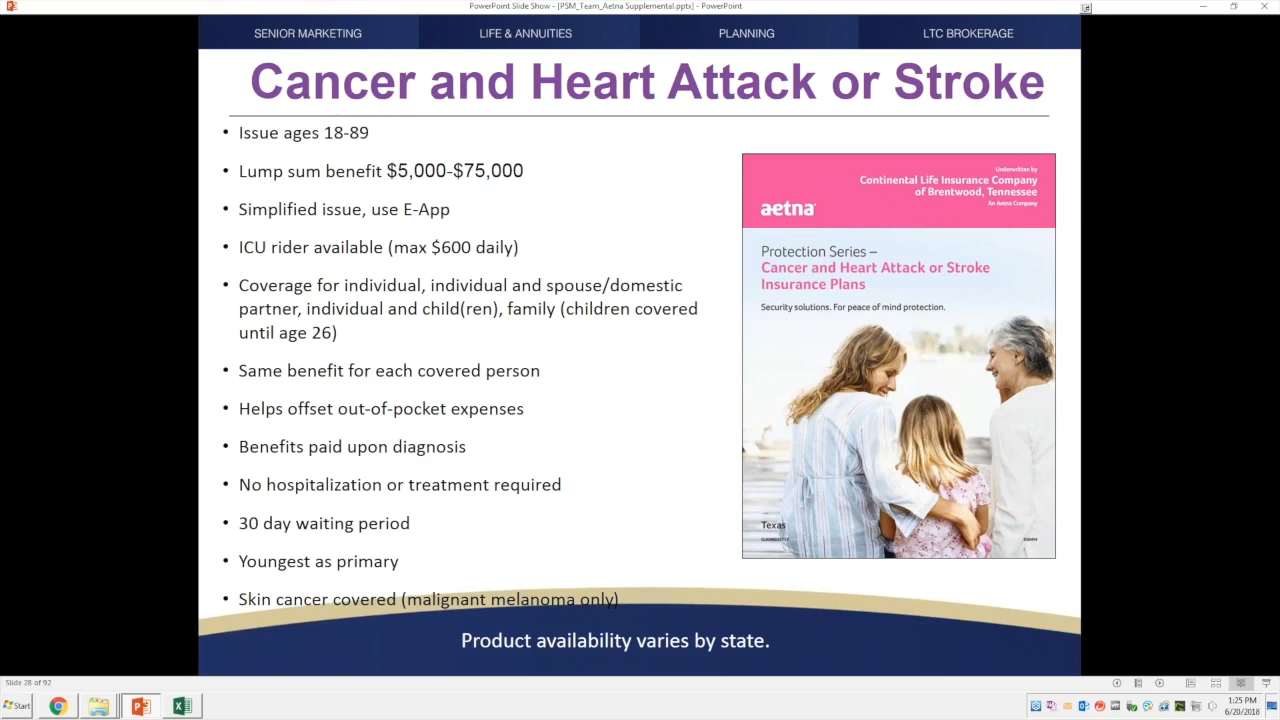 PowerPoint Slide Show - [PSM_Team_Aetna Supplemental.pptx] - PowerPoint
SENIOR MARKETING
LIFE & ANNUITIES
PLANNING
LTC BROKERAGE
Cancer and Heart Attack or Stroke
• Issue ages 18-89
• Lump sum benefit $5,000-$75,000
• Simplified issue, use E-App
• ICU rider available (max $600 daily)
• Coverage for individual, individual and spouse/domestic
partner, individual and child(ren), family (children covered
until age 26)
• Same benefit for each covered person
• Helps offset out-of-pocket expenses
• Benefits paid upon diagnosis
• No hospitalization or treatment required
• 30 day waiting period
• Youngest as primary
• Skin cancer covered (malignant melanoma only)
Underwritten by
Continental Life Insurance Company
of Brentwood, Tennessee
An Aetna Company
aetna
Protection Series –
Cancer and Heart Attack or Stroke
Insurance Plans
Security solutions. For peace of mind protection.
Texas
Product availability varies by state.
Slide 28 of 92
Start
1:25 PM
6/20/2018